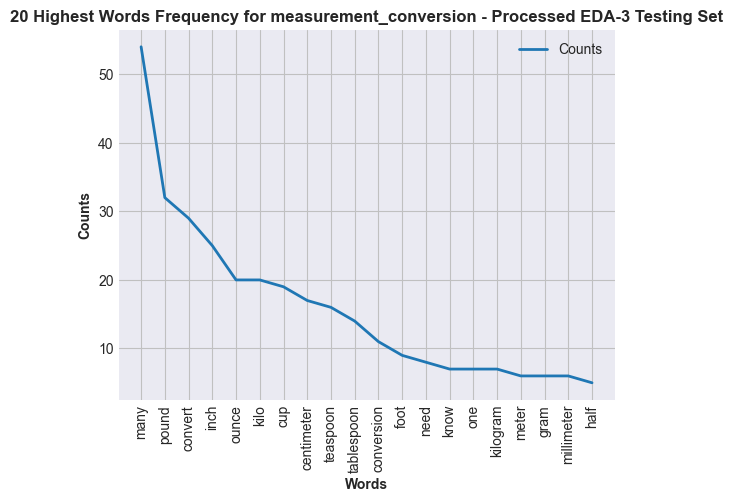 20 Highest Words Frequency for measurement_conversion - Processed EDA-3 Testing Set
Counts
50
40
30
20
10
Counts
many
pound
convert
inch
ounce
kilo
cup
centimeter
teaspoon
tablespoon
conversion
foot
need
know
one
kilogram
meter
gram
millimeter
half
Words